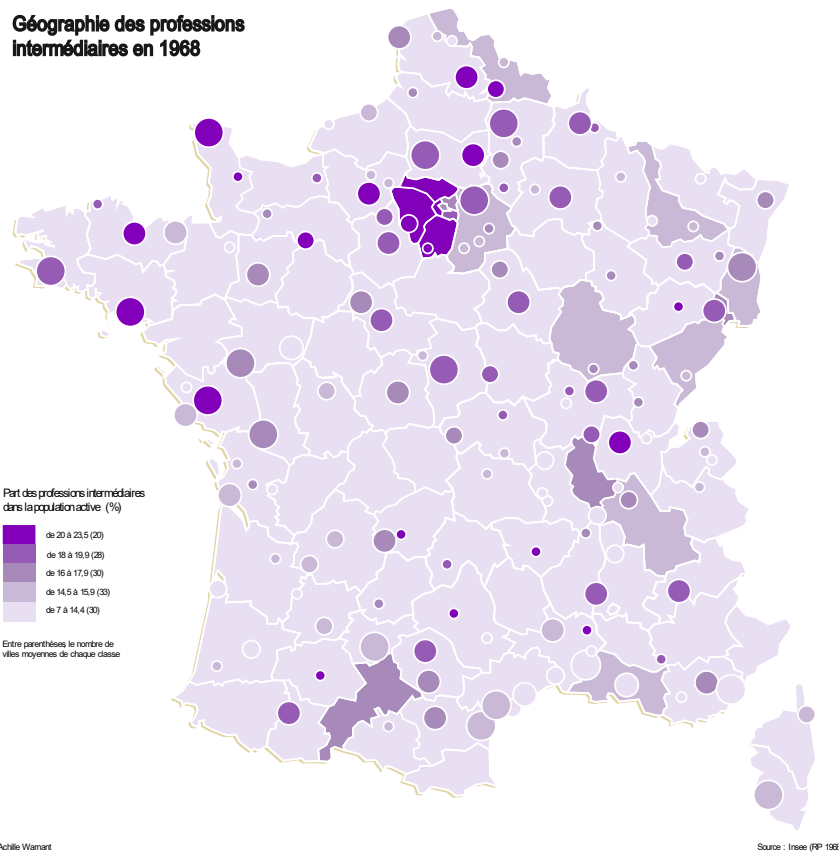 Géographie des professions
intermédiaires en 1968
Part des professions intermédiaires
dans la population active (%)
de 20 à 23,5 (20)
de 18 à 19,9 (28)
de 16 à 17,9 (30)
de 14,5 à 15,9 (33)
de 7 à 14,4 (30)
Entre parenthèses, le nombre de
villes moyennes de chaque classe
Achille Warnant
Source : Insee (RP 1968